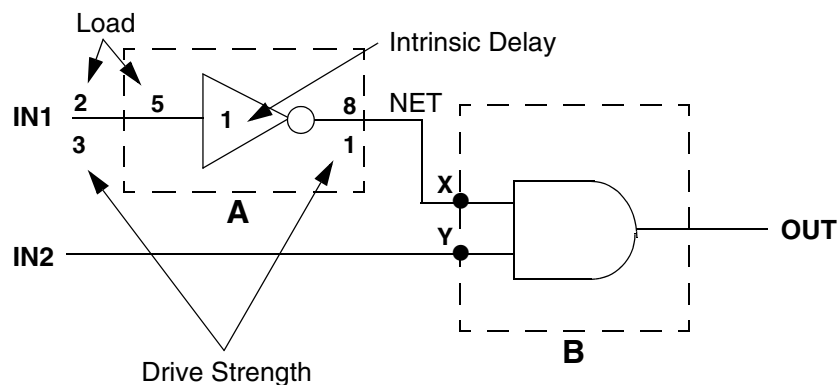 Load
Intrinsic Delay
IN1
2
5
1
8
NET
3
1
A
X
Y
IN2
OUT
B
Drive Strength